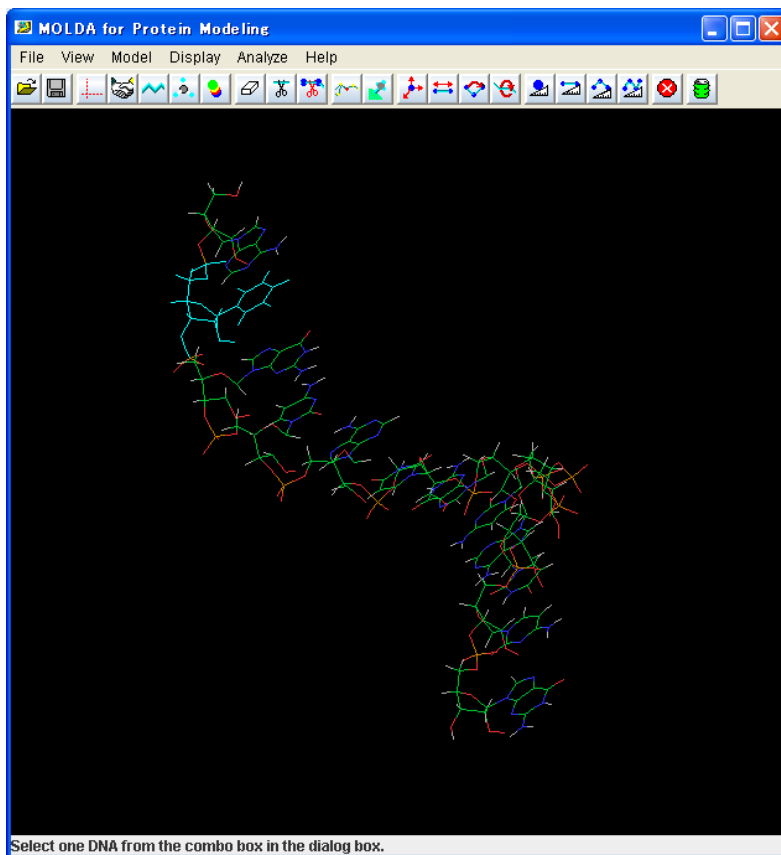 MOLDA for Protein Modeling
File View Model Display Analyze Help
Select one DNA from the combo box in the dialog box.